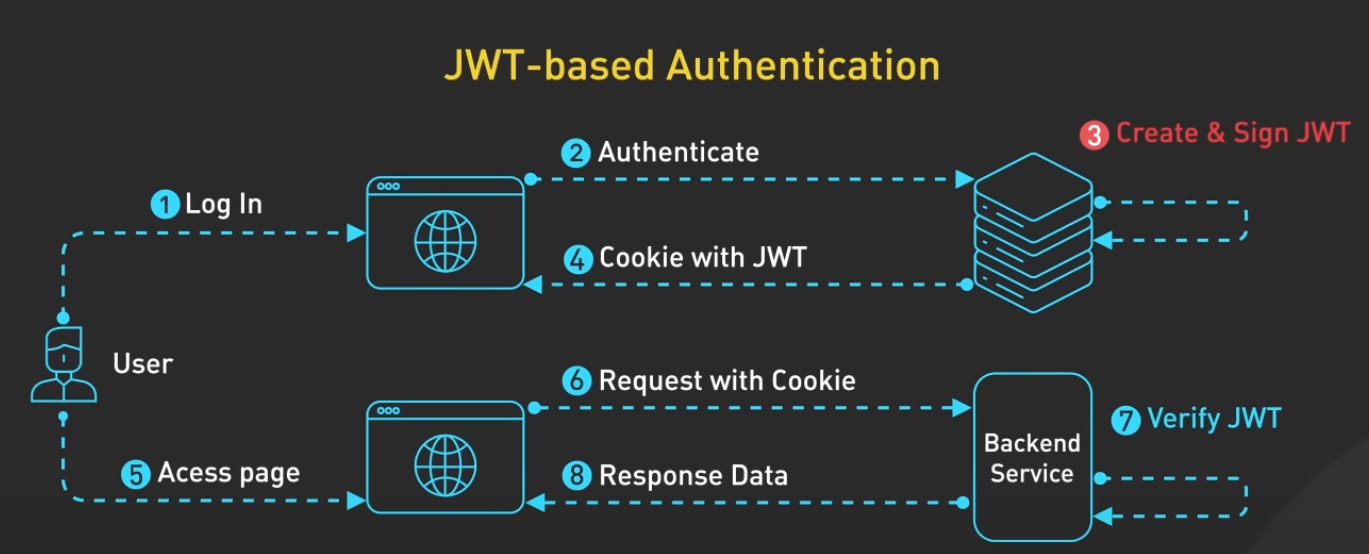 JWT-based Authentication
3 Create & Sign JWT
2 Authenticate
1 Log In
4 Cookie with JWT
User
6 Request with Cookie
7 Verify JWT
Backend
Service
5 Acess page
8 Response Data